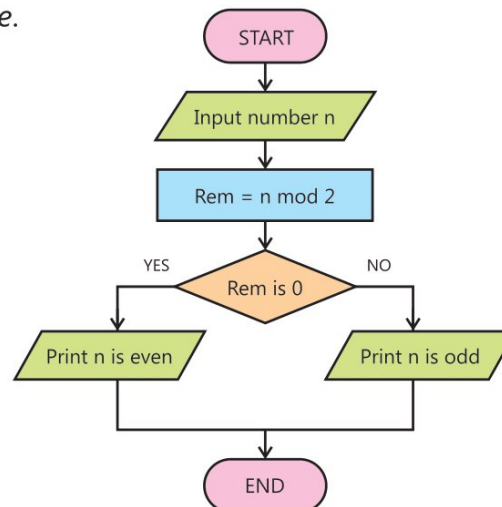 e.
START
Input number n
Rem = n mod 2
YES
NO
Rem is 0
Print n is even
Print n is odd
END